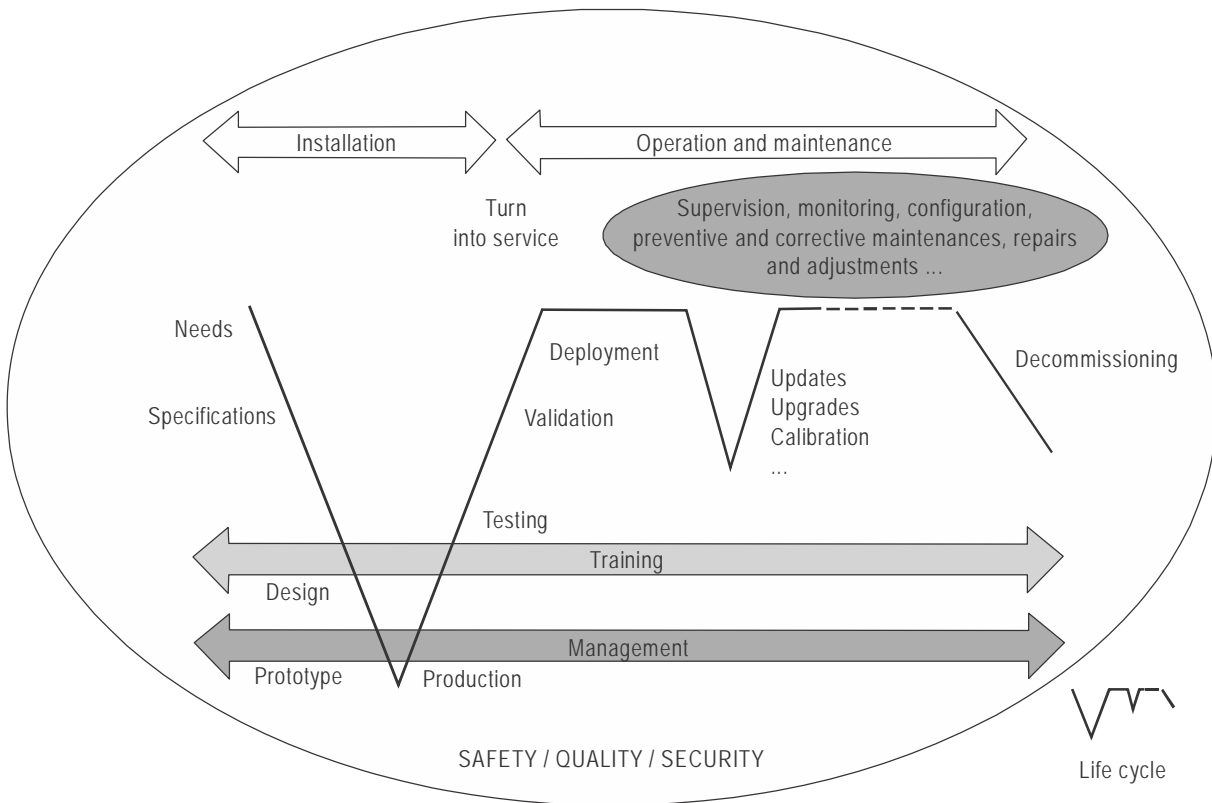 Installation
Operation and maintenance
Turn
into service
Supervision, monitoring, configuration,
preventive and corrective maintenances, repairs
and adjustments ...
Needs
Deployment
Decommissioning
Specifications
Validation
Updates
Upgrades
Calibration
...
Testing
Training
Design
Management
Prototype
Production
SAFETY / QUALITY / SECURITY
Life cycle